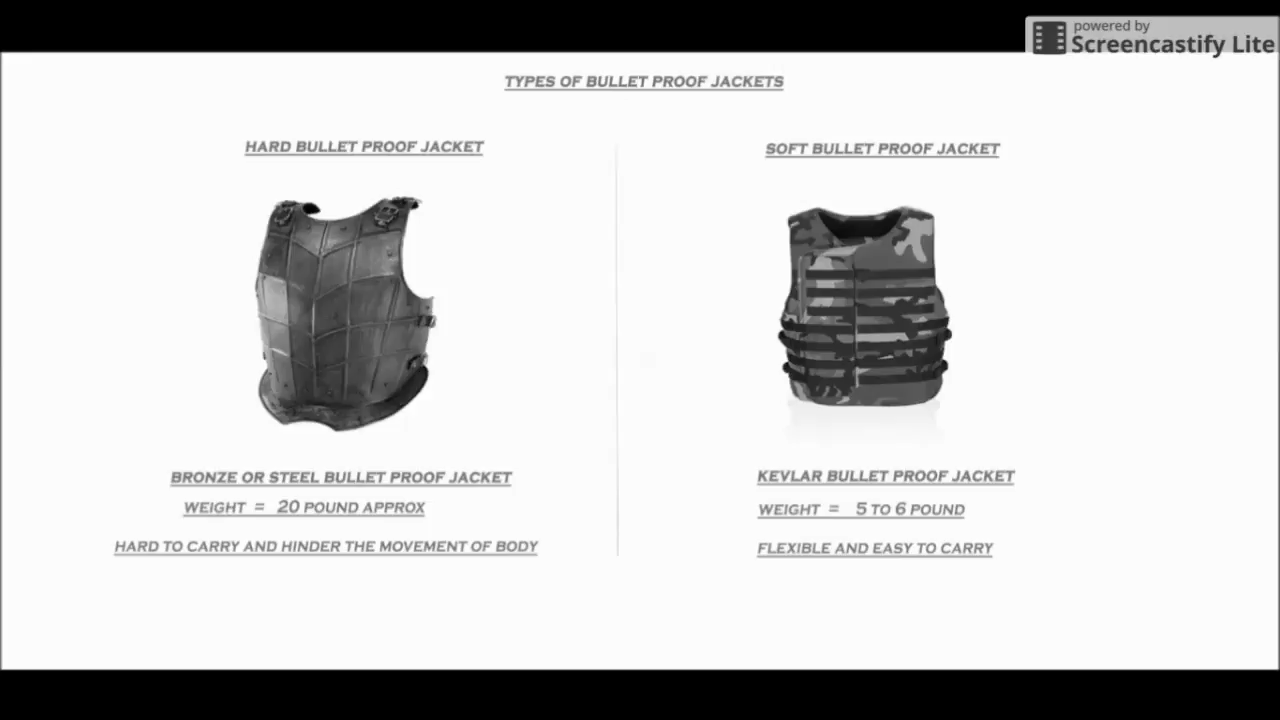 powered by
Screencastify Lite
TYPES OF BULLET PROOF JACKETS
HARD BULLET PROOF JACKET
SOFT BULLET PROOF JACKET
BRONZE OR STEEL BULLET PROOF JACKET
WEIGHT = 20 POUND APPROX
HARD TO CARRY AND HINDER THE MOVEMENT OF BODY
KEVLAR BULLET PROOF JACKET
WEIGHT = 5 TO 6 POUND
FLEXIBLE AND EASY TO CARRY